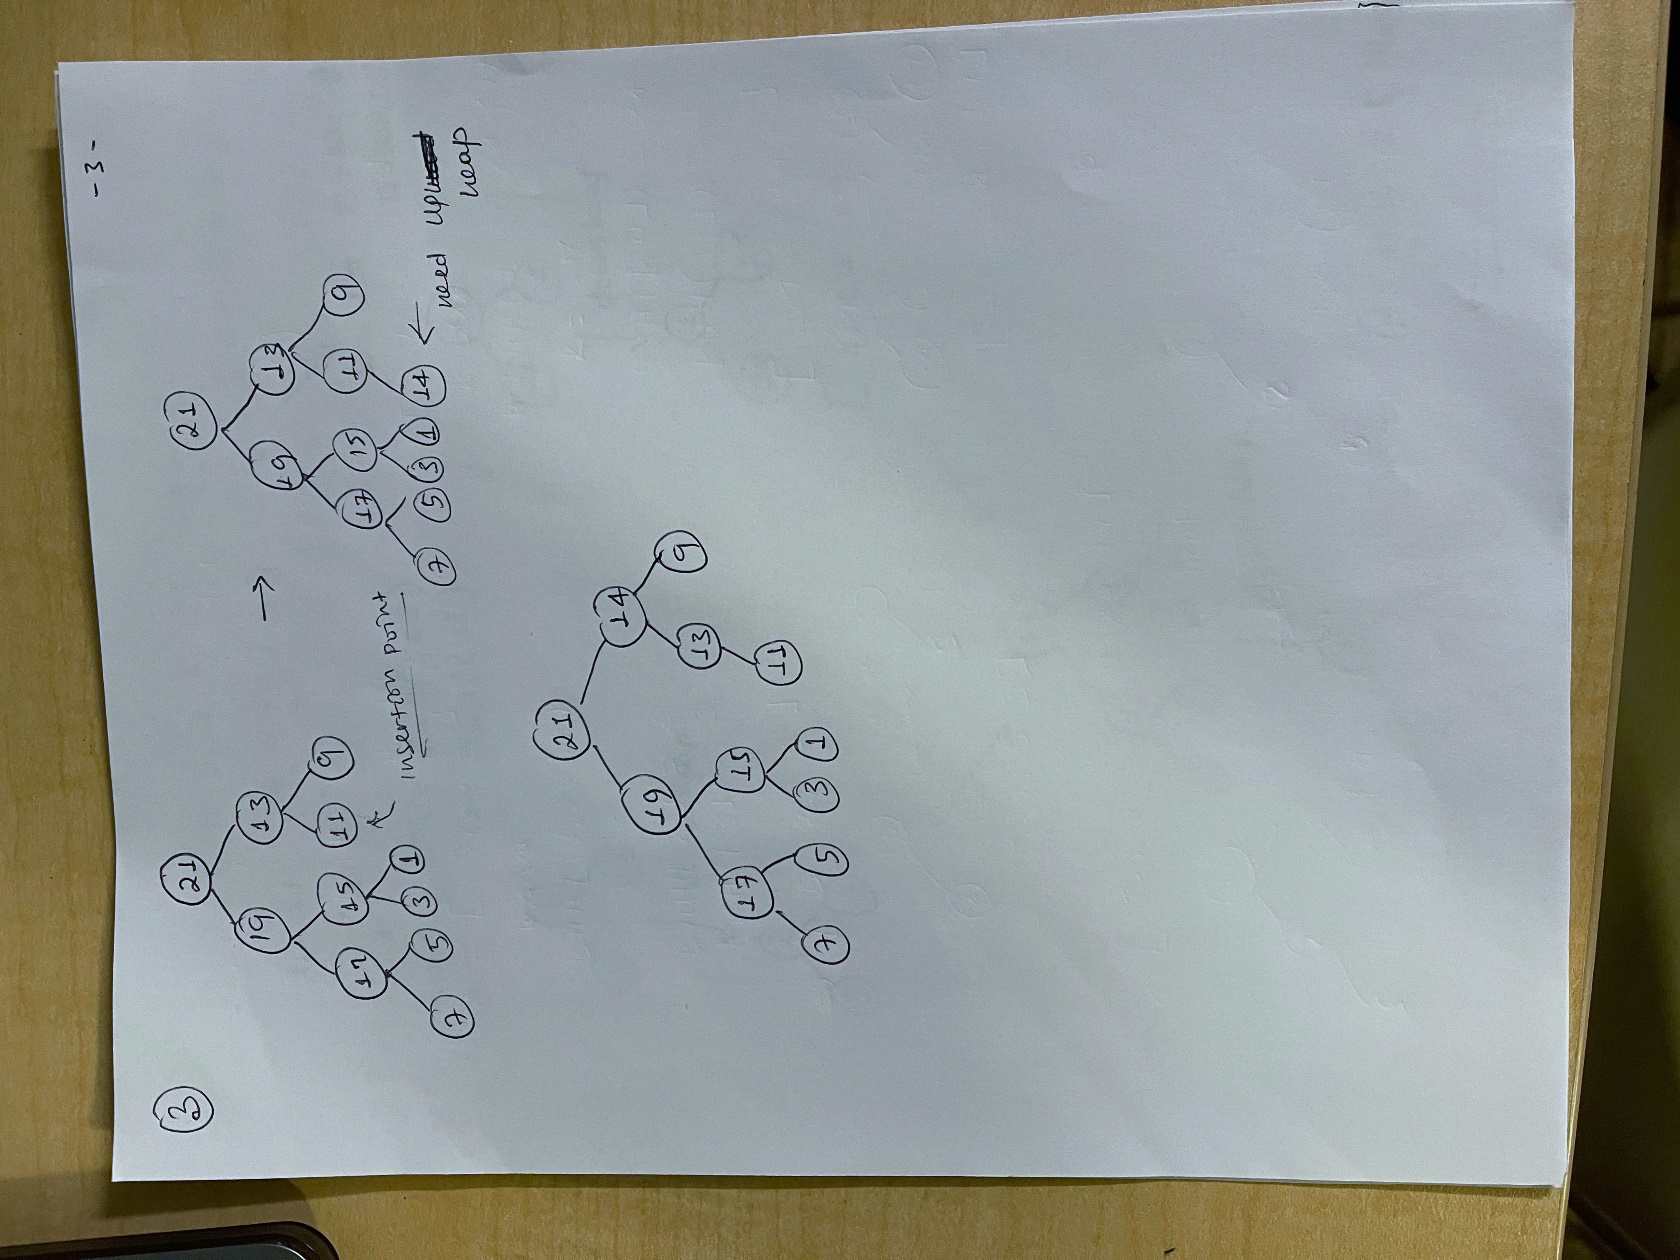 - 3 -
3
21 → 21
19 13 19 13
17 15 11 9 17 15 11 9
7 5 3 1 7 5 3 1 14
insertion point ← need up heap
21
19 14
17 15 13 9
7 5 3 1 11